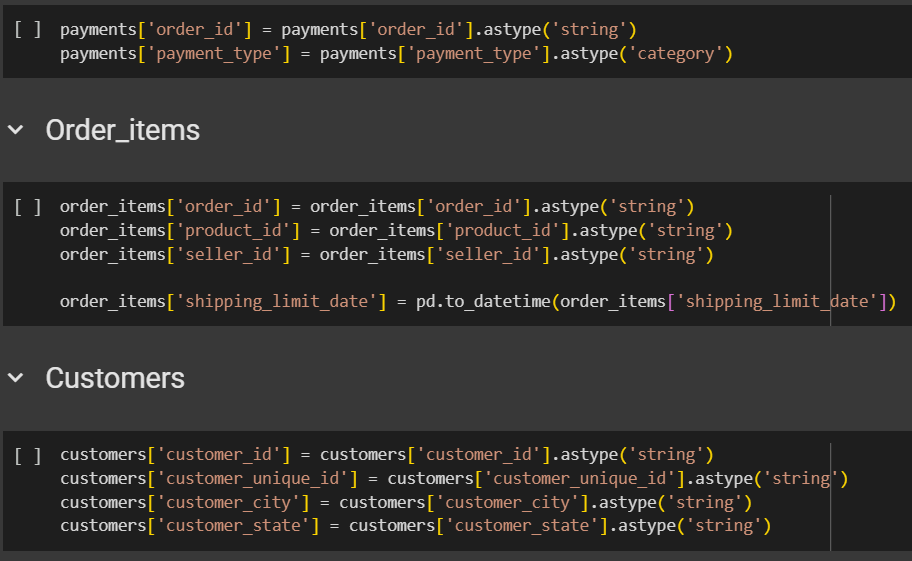 [ ] payments['order_id'] = payments['order_id'].astype('string')
payments['payment_type'] = payments['payment_type'].astype('category')
Order_items
[ ] order_items['order_id'] = order_items['order_id'].astype('string')
order_items['product_id'] = order_items['product_id'].astype('string')
order_items['seller_id'] = order_items['seller_id'].astype('string')
order_items['shipping_limit_date'] = pd.to_datetime(order_items['shipping_limit_date'])
Customers
[ ] customers['customer_id'] = customers['customer_id'].astype('string')
customers['customer_unique_id'] = customers['customer_unique_id'].astype('string')
customers['customer_city'] = customers['customer_city'].astype('string')
customers['customer_state'] = customers['customer_state'].astype('string')